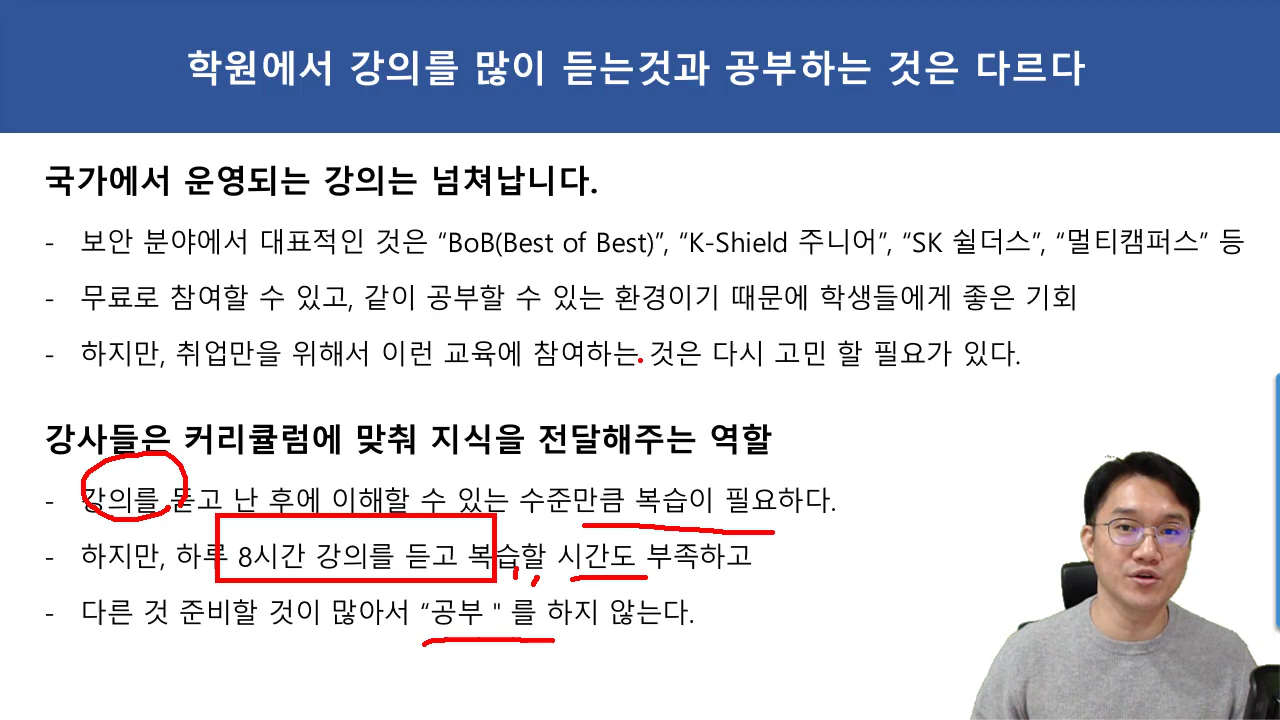 학원에서 강의를 많이 듣는것과 공부하는 것은 다르다
국가에서 운영되는 강의는 넘쳐납니다.
- 보안 분야에서 대표적인 것은 “BoB(Best of Best)”, “K-Shield 주니어”, “SK 쉴더스”, “멀티캠퍼스” 등
- 무료로 참여할 수 있고, 같이 공부할 수 있는 환경이기 때문에 학생들에게 좋은 기회
- 하지만, 취업만을 위해서 이런 교육에 참여하는 것은 다시 고민 할 필요가 있다.
강사들은 커리큘럼에 맞춰 지식을 전달해주는 역할
- 강의를 듣고 난 후에 이해할 수 있는 수준만큼 복습이 필요하다.
- 하지만, 하루 8시간 강의를 듣고 복습할 시간도 부족하고
- 다른 것 준비할 것이 많아서 “공부 " 를 하지 않는다.